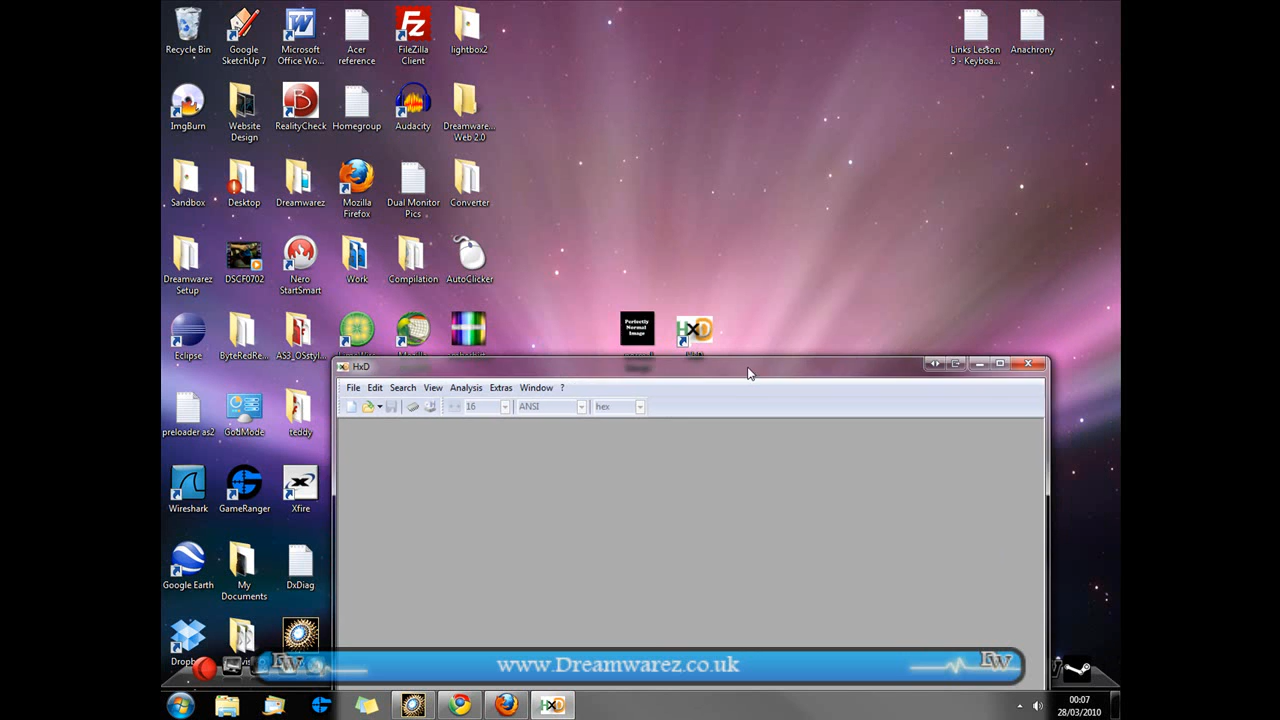 Recycle Bin
Google SketchUp 7
Microsoft Office Wo...
Acer reference
FileZilla Client
lightbox2
Links Lesson 3 - Keyboa...
Anachrony
ImgBurn
Website Design
RealityCheck
Homegroup
Audacity
Dreamware... Web 2.0
Sandbox
Desktop
Dreamwarez
Mozilla Firefox
Dual Monitor Pics
Converter
Dreamwarez Setup
DSCF0702
Nero StartSmart
Work
Compilation
AutoClicker
Perfectly
Normal
Image
HxD
Eclipse
ByteRedRe...
AS3_OSstyl...
HxD
File Edit Search View Analysis Extras Window ?
16 ANSI hex
preloader as2
GodMode
teddy
Wireshark
GameRanger
Xfire
Google Earth
My Documents
DxDiag
DW
www.Dreamwarez.co.uk
DW
HxD
00:07
28/03/2010